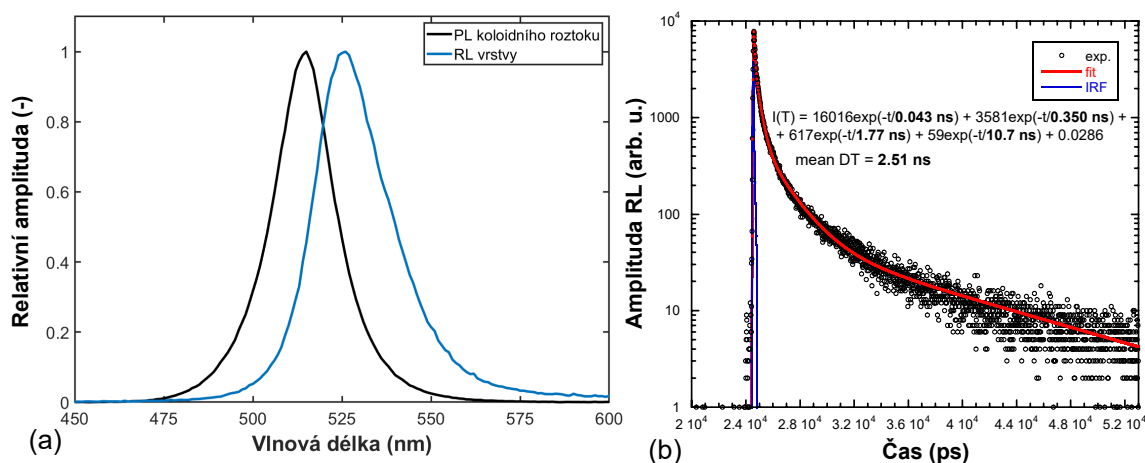 PL koloidního roztoku
RL vrstvy
1
0.8
0.6
0.4
0.2
0
Relativní amplituda (-)
450 475 500 525 550 575 600
Vlnová délka (nm)
(a)
10⁴
1000
100
10
1
Amplituda RL (arb. u.)
exp.
fit
IRF
I(T) = 16016exp(-t/0.043 ns) + 3581exp(-t/0.350 ns) +
+ 617exp(-t/1.77 ns) + 59exp(-t/10.7 ns) + 0.0286
mean DT = 2.51 ns
2 10⁴ 2.4 10⁴ 2.8 10⁴ 3.2 10⁴ 3.6 10⁴ 4 10⁴ 4.4 10⁴ 4.8 10⁴ 5.2 10⁴
Čas (ps)
(b)